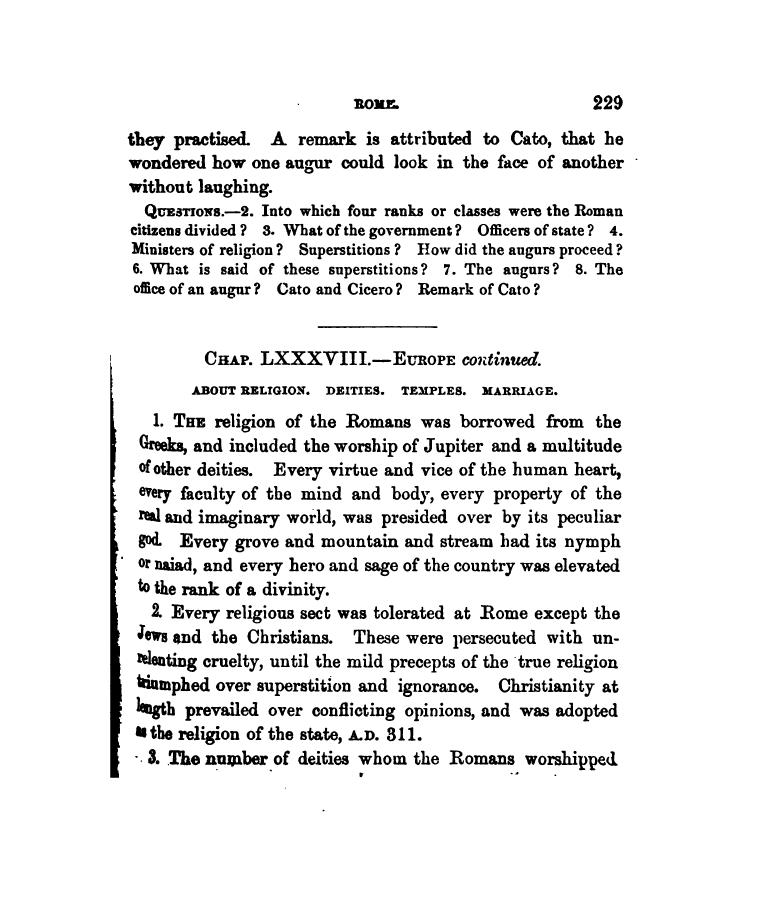 ROME. 229
they practised. A remark is attributed to Cato, that he
wondered how one augur could look in the face of another
without laughing.
QUESTIONS.—2. Into which four ranks or classes were the Roman
citizens divided? 3. What of the government? Officers of state? 4.
Ministers of religion? Superstitions? How did the augurs proceed?
6. What is said of these superstitions? 7. The augurs? 8. The
office of an augur? Cato and Cicero? Remark of Cato?
CHAP. LXXXVIII.—EUROPE continued.
ABOUT RELIGION. DEITIES. TEMPLES. MARRIAGE.
1. THE religion of the Romans was borrowed from the
Greeks, and included the worship of Jupiter and a multitude
of other deities. Every virtue and vice of the human heart,
every faculty of the mind and body, every property of the
real and imaginary world, was presided over by its peculiar
god. Every grove and mountain and stream had its nymph
or naiad, and every hero and sage of the country was elevated
to the rank of a divinity.
2. Every religious sect was tolerated at Rome except the
Jews and the Christians. These were persecuted with un-
relenting cruelty, until the mild precepts of the true religion
triumphed over superstition and ignorance. Christianity at
length prevailed over conflicting opinions, and was adopted
as the religion of the state, A.D. 311.
3. The number of deities whom the Romans worshipped